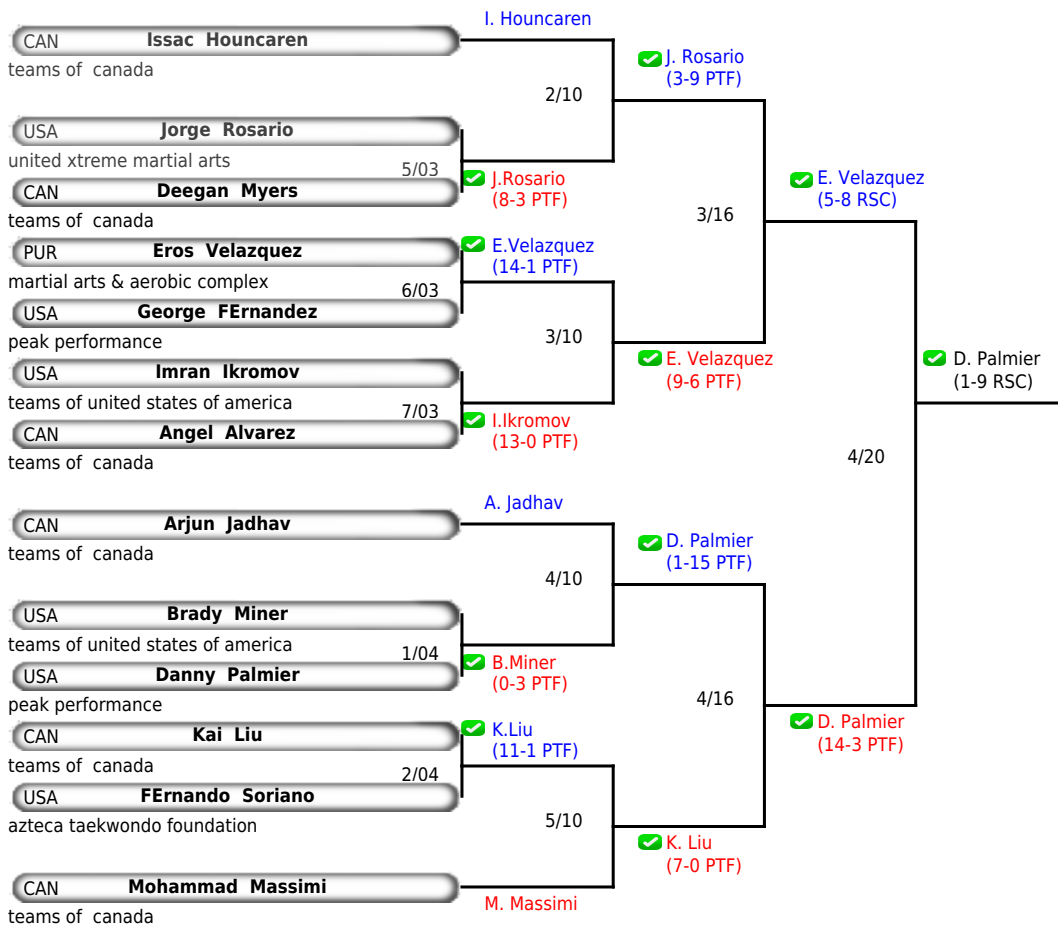 I. Houncaren
CAN Issac Houncaren
teams of canada
J. Rosario
(3-9 PTF)
2/10
USA Jorge Rosario
united xtreme martial arts
5/03
J.Rosario
(8-3 PTF)
CAN Deegan Myers
teams of canada
E. Velazquez
(5-8 RSC)
3/16
PUR Eros Velazquez
martial arts & aerobic complex
E.Velazquez
(14-1 PTF)
6/03
USA George FErnandez
peak performance
3/10
E. Velazquez
(9-6 PTF)
D. Palmier
(1-9 RSC)
USA Imran Ikromov
teams of united states of america
7/03
I.Ikromov
(13-0 PTF)
CAN Angel Alvarez
teams of canada
4/20
A. Jadhav
CAN Arjun Jadhav
teams of canada
D. Palmier
(1-15 PTF)
4/10
USA Brady Miner
teams of united states of america
1/04
B.Miner
(0-3 PTF)
USA Danny Palmier
peak performance
4/16
D. Palmier
(14-3 PTF)
CAN Kai Liu
teams of canada
K.Liu
(11-1 PTF)
2/04
USA FErnando Soriano
azteca taekwondo foundation
5/10
K. Liu
(7-0 PTF)
CAN Mohammad Massimi
teams of canada
M. Massimi